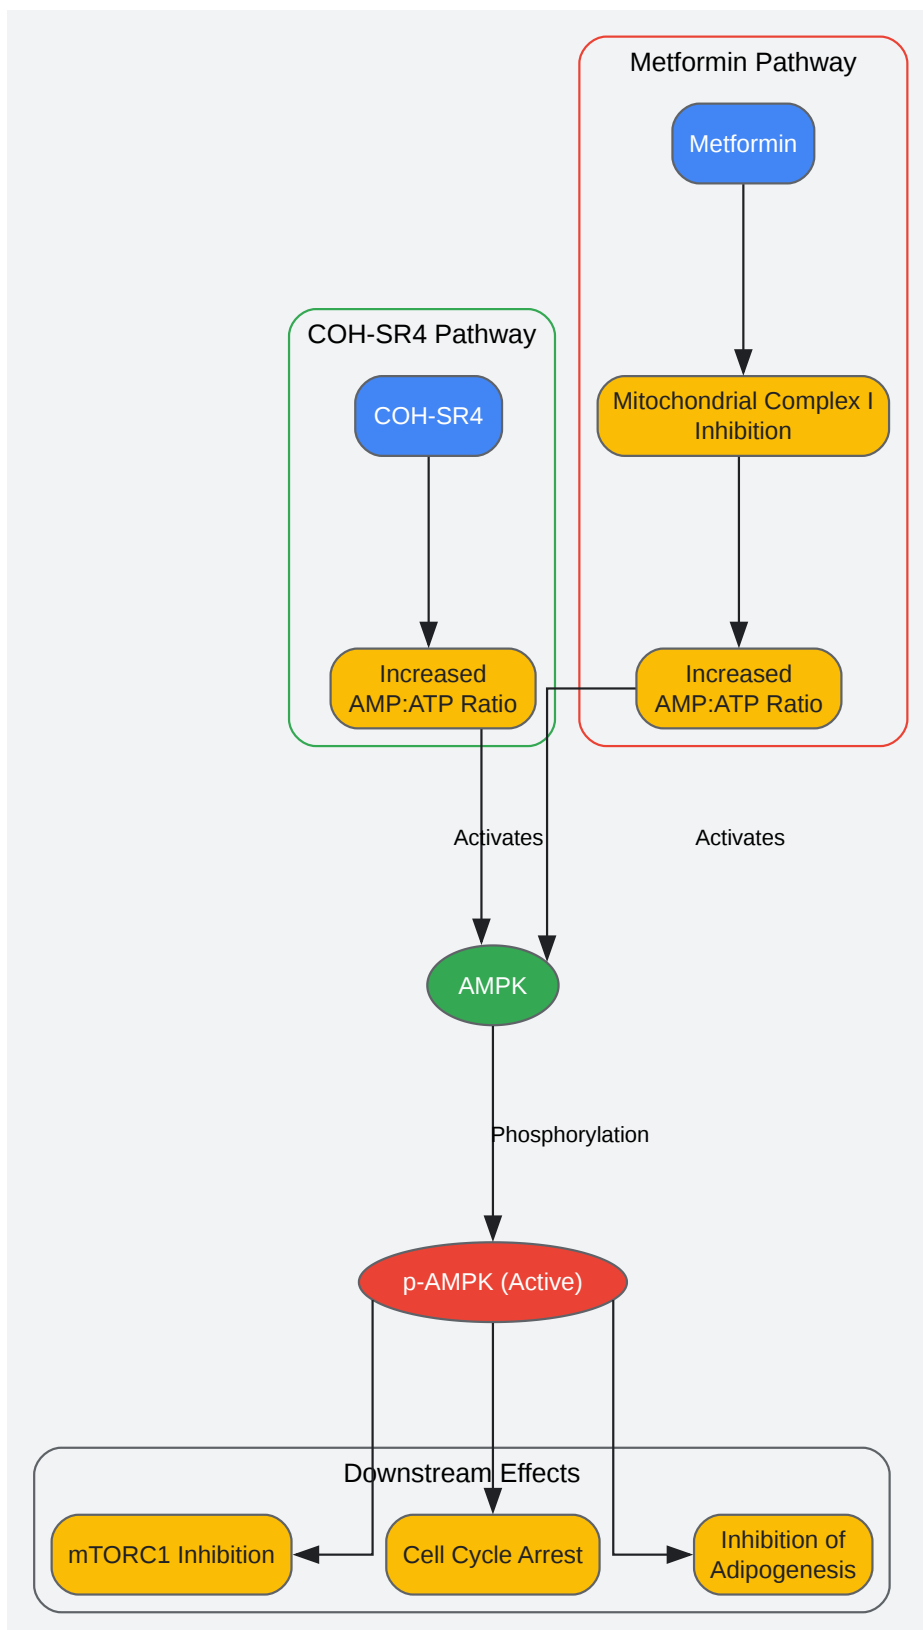 Metformin Pathway
Metformin
COH-SR4 Pathway
COH-SR4
Mitochondrial Complex I
Inhibition
Increased
AMP:ATP Ratio
Increased
AMP:ATP Ratio
Activates
Activates
AMPK
Phosphorylation
p-AMPK (Active)
Downstream Effects
mTORC1 Inhibition
Cell Cycle Arrest
Inhibition of
Adipogenesis